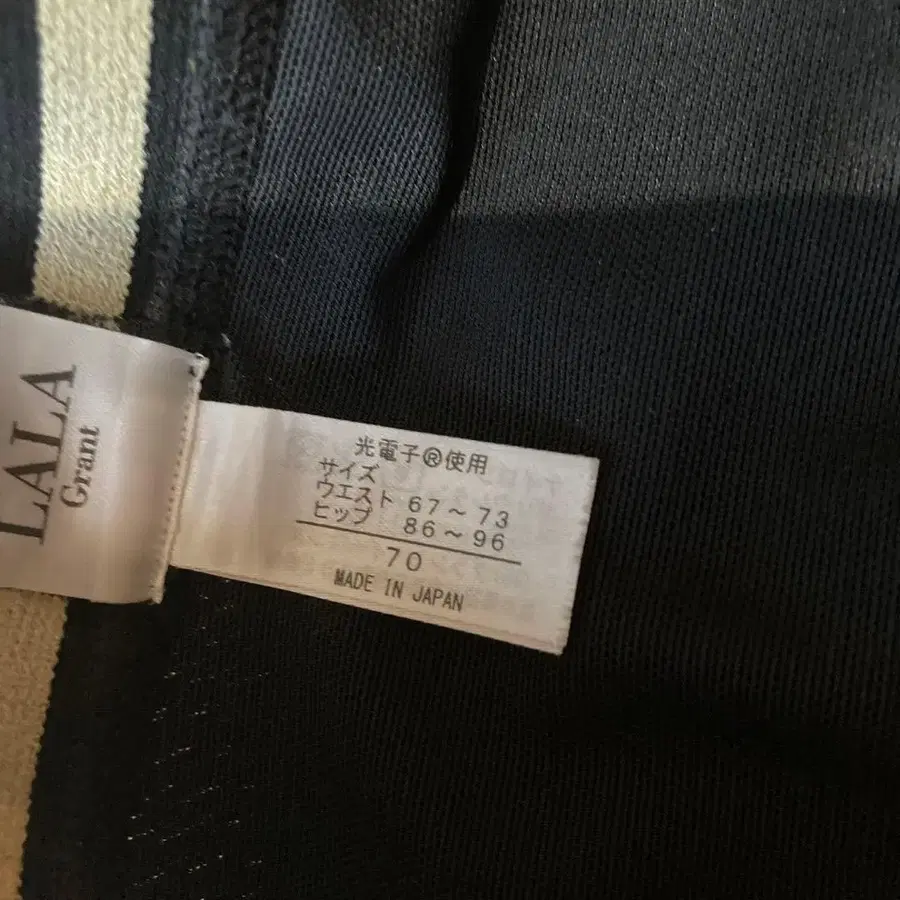 LALA
Grant
光電子®使用
サイズ
ウエスト 67～73
ヒップ 86～96
70
MADE IN JAPAN